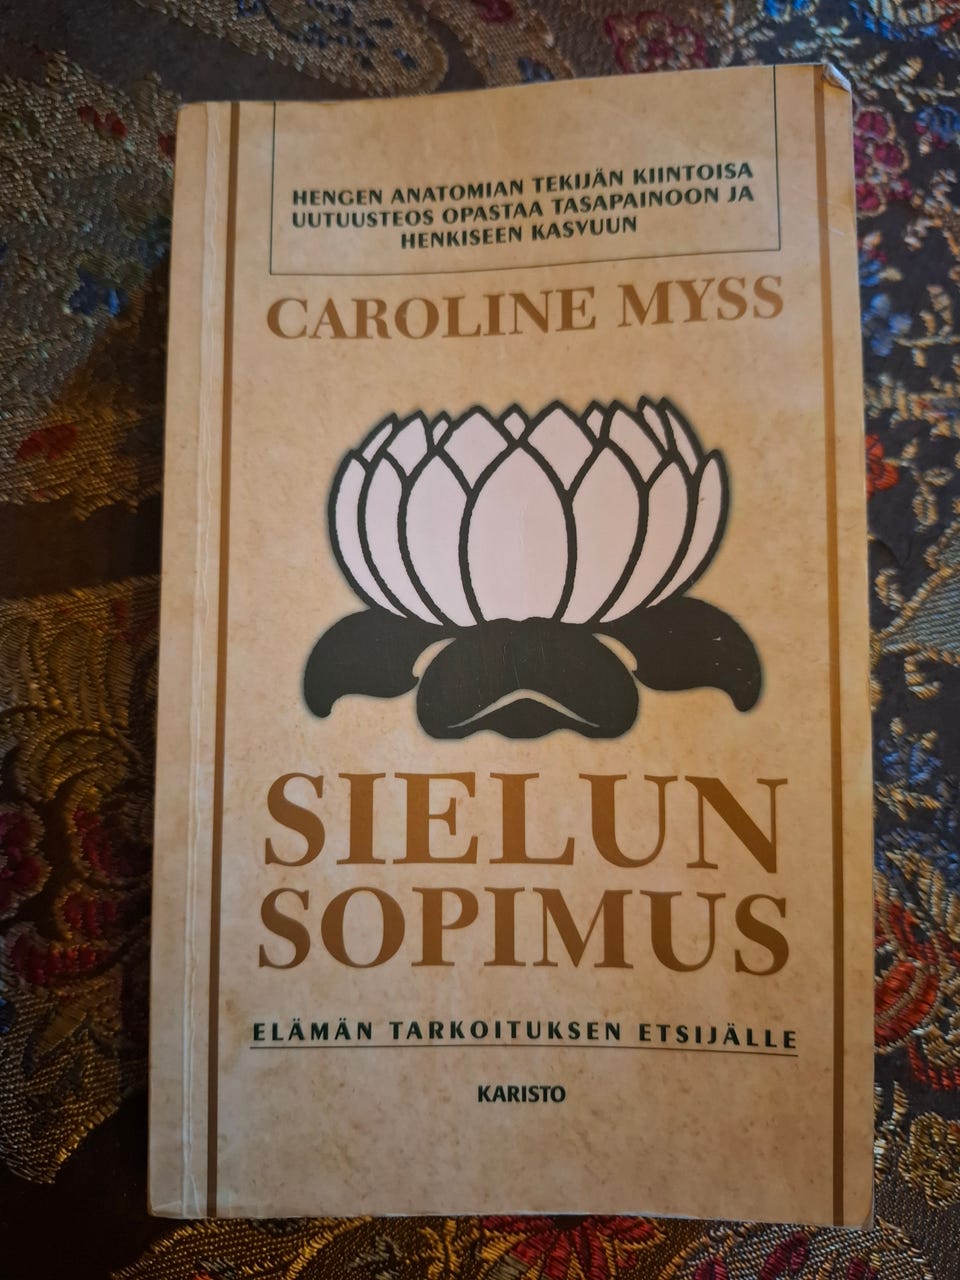 HENGEN ANATOMIAN TEKIJÄN KIINTOISA
UUTUUSTEOS OPASTAA TASAPAINOON JA
HENKISEEN KASVUUN
CAROLINE MYSS
SIELUN
SOPIMUS
ELÄMÄN TARKOITUKSEN ETSIJÄLLE
KARISTO